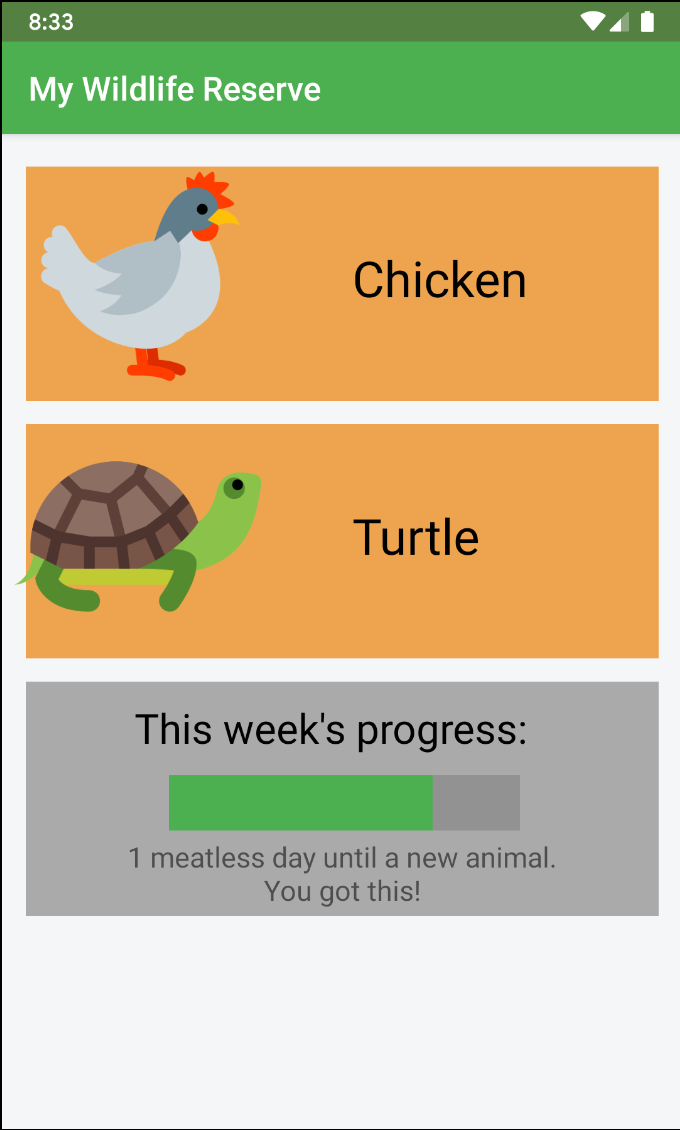 8:33
My Wildlife Reserve
Chicken
Turtle
This week's progress:
1 meatless day until a new animal.
You got this!